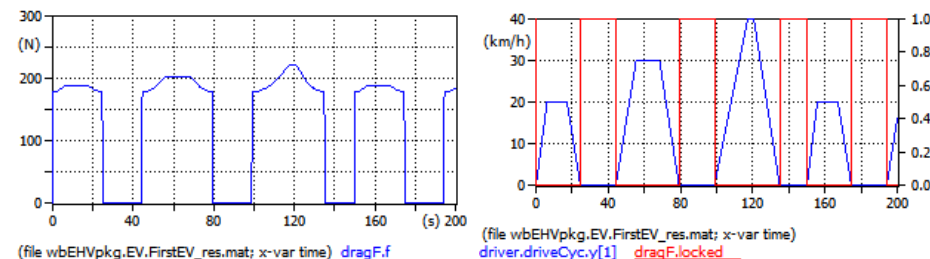 300
(N)
200
100
0
0 40 80 120 160 (s) 200
(file wbEHVpkg.EV.FirstEV_res.mat; x-var time) dragF.f
40
(km/h)
30
20
10
0
1.0
0.8
0.6
0.4
0.2
0.0
0 40 80 120 160 200
(file wbEHVpkg.EV.FirstEV_res.mat; x-var time)
driver.driveCyc.y[1] dragF.locked